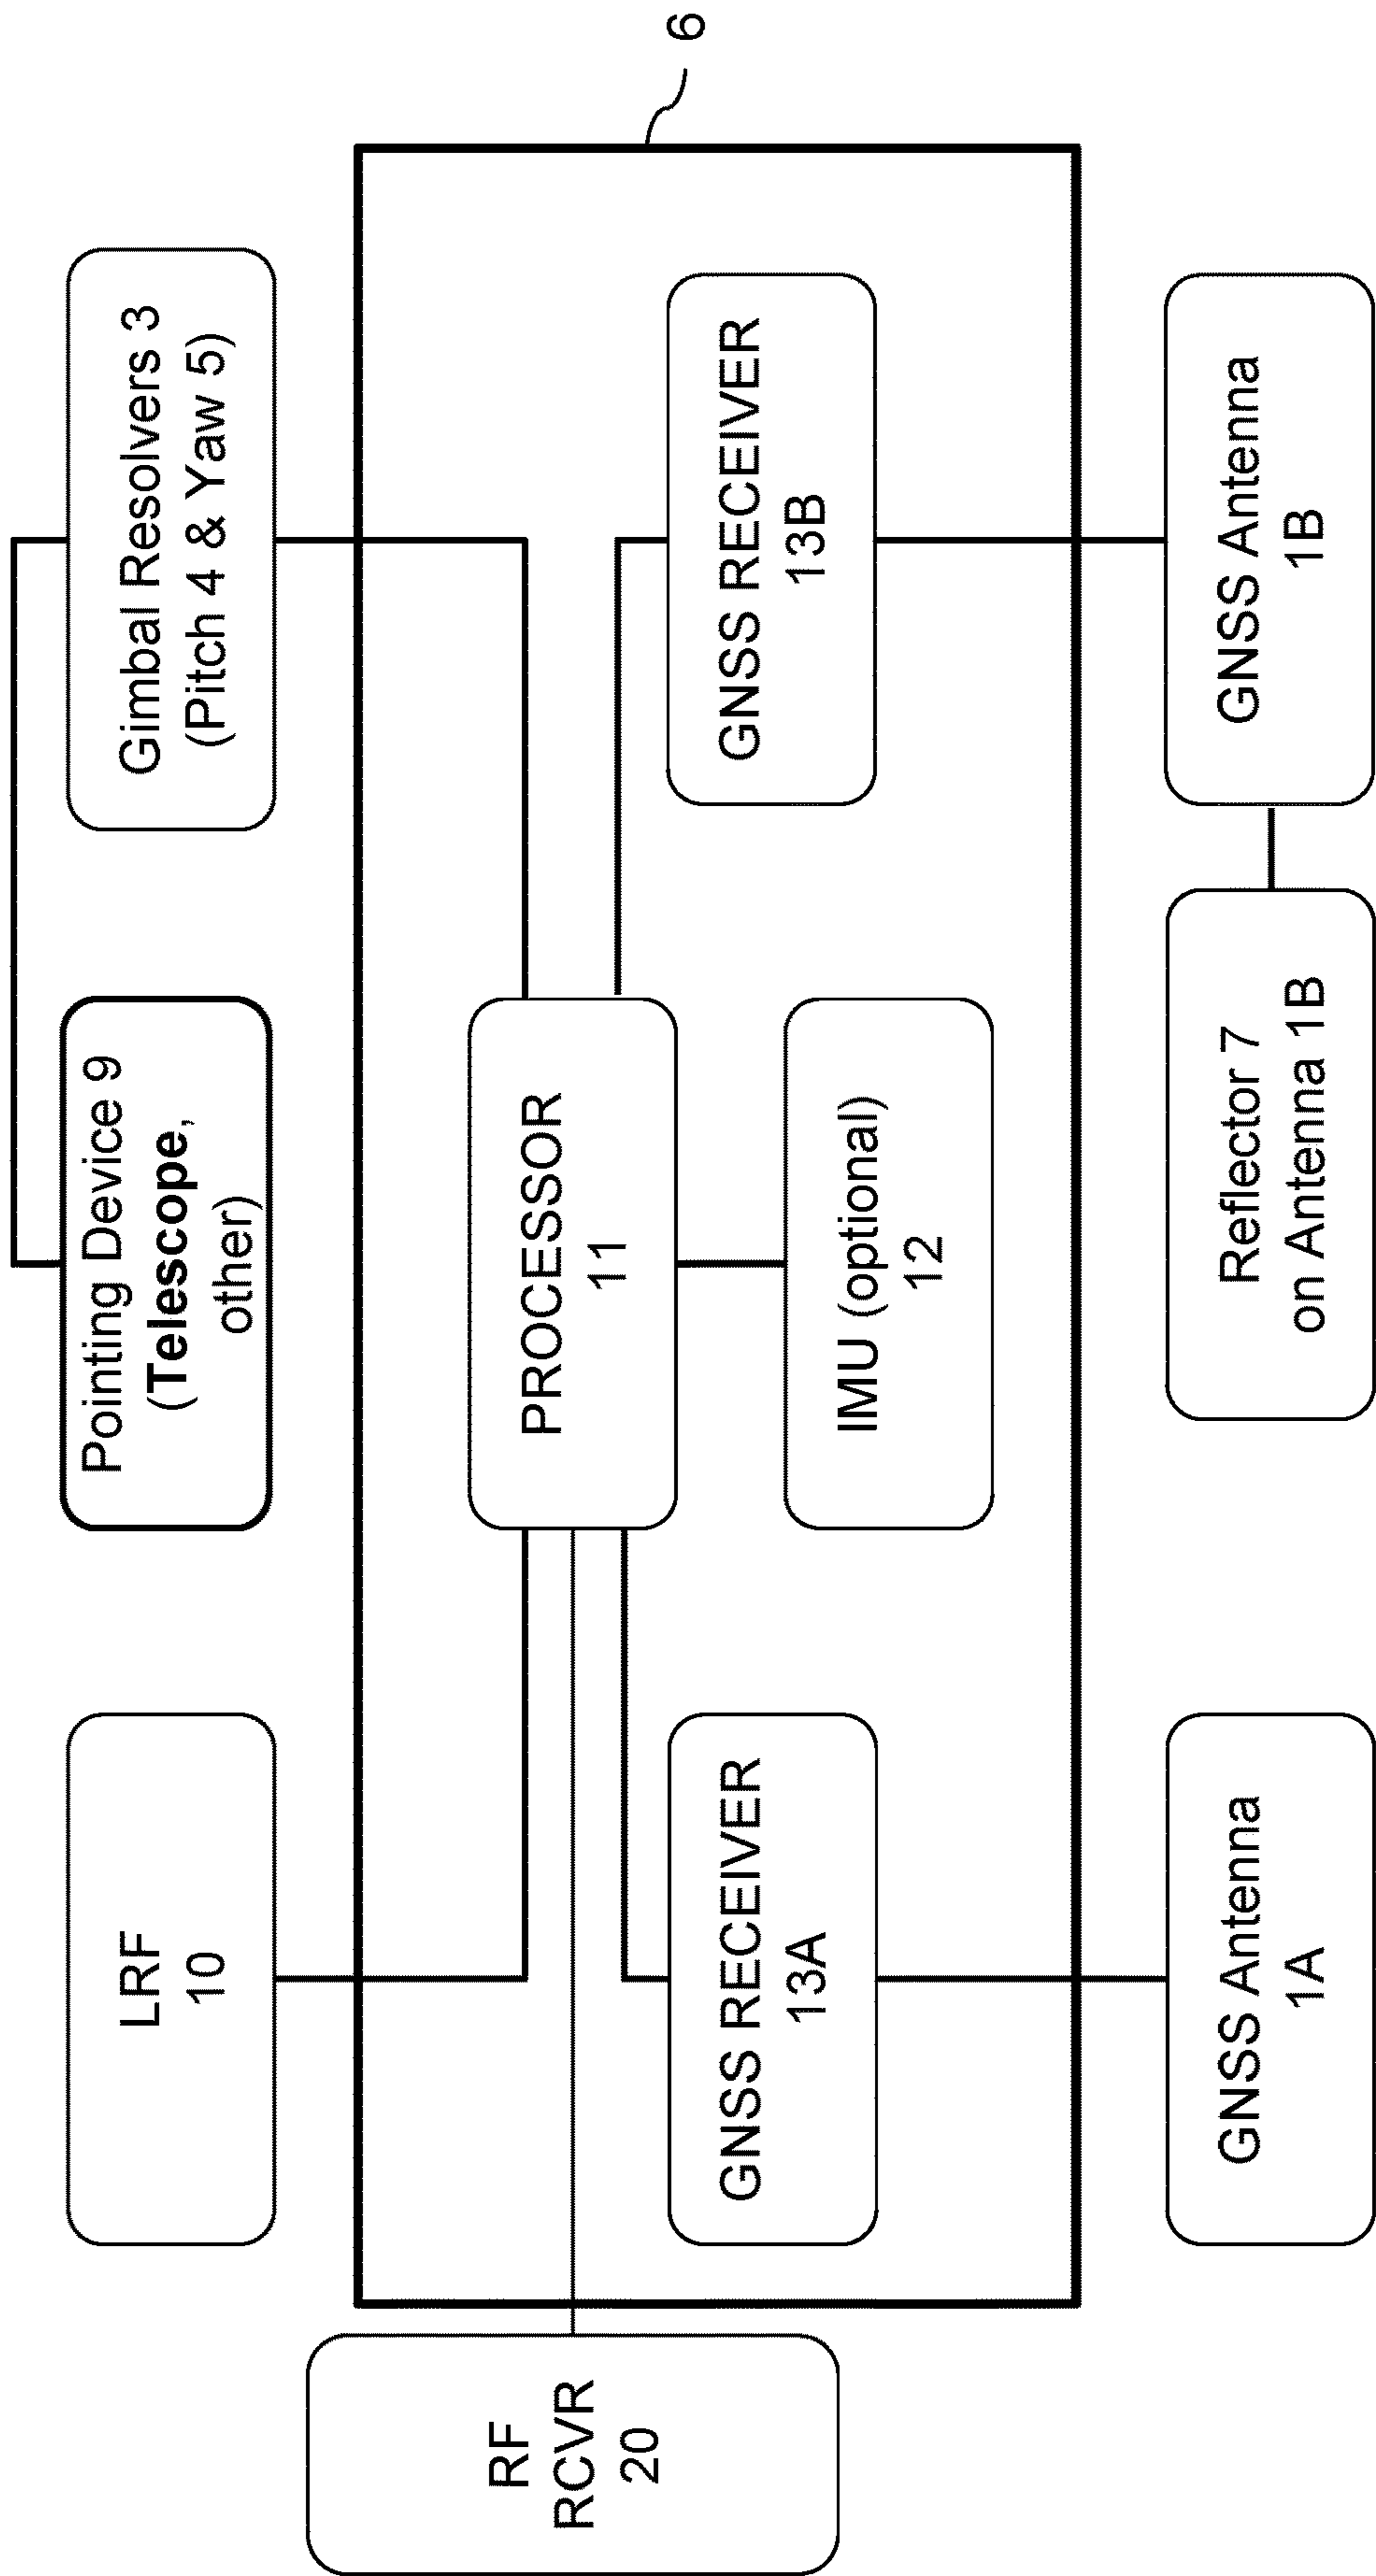 LRF
10
Pointing Device 9
(Telescope,
other)
Gimbal Resolvers 3
(Pitch 4 & Yaw 5)
6
RF
RCVR
20
PROCESSOR
11
GNSS RECEIVER
13A
IMU (optional)
12
GNSS RECEIVER
13B
GNSS Antenna
1A
Reflector 7
on Antenna 1B
GNSS Antenna
1B